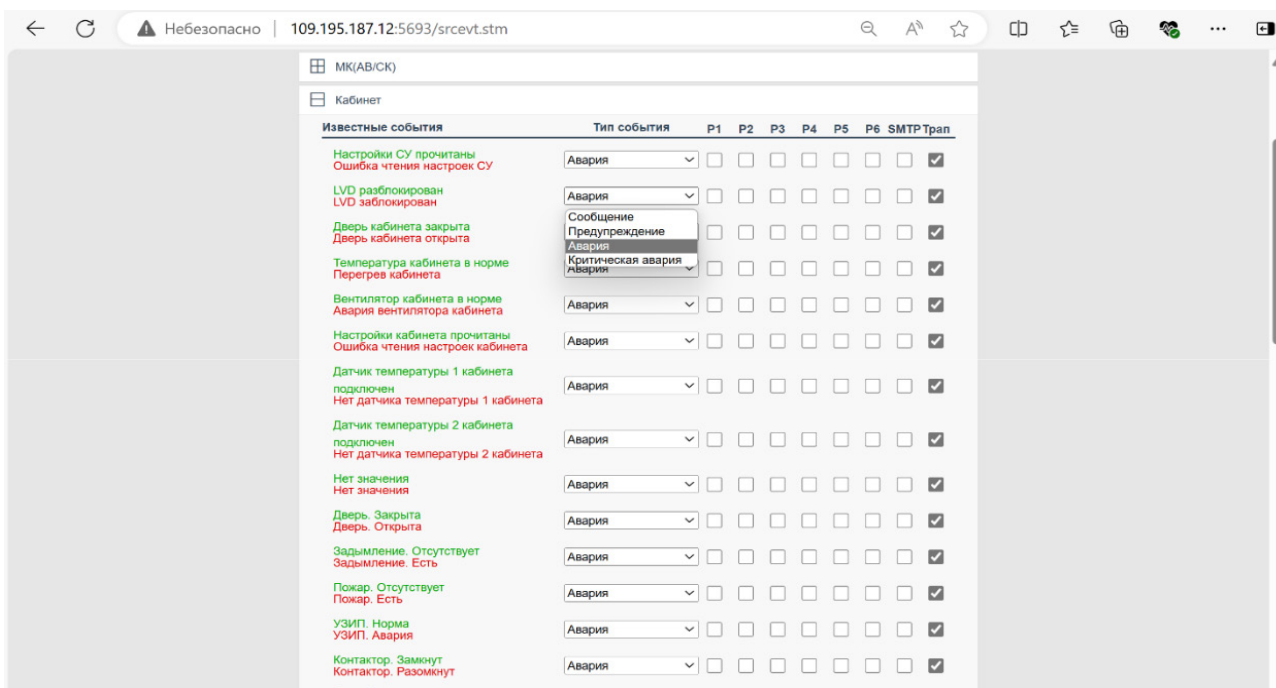 Небезопасно 109.195.187.12:5693/srcevt.stm
МК(АВ/СК)
Кабинет
Известные события Тип события P1 P2 P3 P4 P5 P6 SMTP Трап
Настройки СУ прочитаны
Ошибка чтения настроек СУ
Авария
LVD разблокирован
LVD заблокирован
Авария
Сообщение
Предупреждение
Авария
Критическая авария
Дверь кабинета закрыта
Дверь кабинета открыта
Температура кабинета в норме
Перегрев кабинета
Авария
Вентилятор кабинета в норме
Авария вентилятора кабинета
Авария
Настройки кабинета прочитаны
Ошибка чтения настроек кабинета
Авария
Датчик температуры 1 кабинета
подключен
Нет датчика температуры 1 кабинета
Авария
Датчик температуры 2 кабинета
подключен
Нет датчика температуры 2 кабинета
Авария
Нет значения
Нет значения
Авария
Дверь. Закрыта
Дверь. Открыта
Авария
Задымление. Отсутствует
Задымление. Есть
Авария
Пожар. Отсутствует
Пожар. Есть
Авария
УЗИП. Норма
УЗИП. Авария
Авария
Контактор. Замкнут
Контактор. Разомкнут
Авария